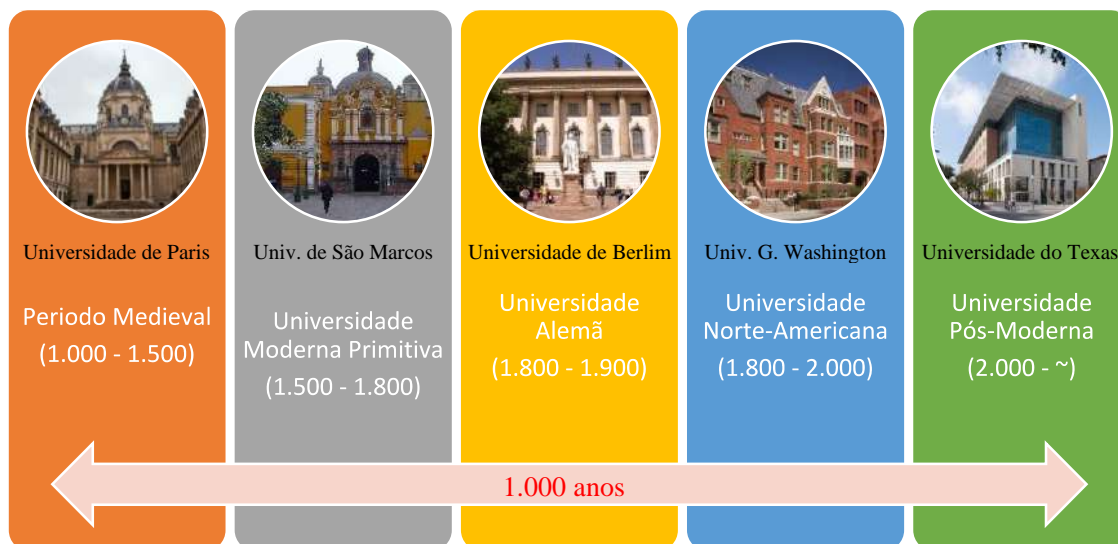 Universidade de Paris
Periodo Medieval
(1.000 - 1.500)
Univ. de São Marcos
Universidade
Moderna Primitiva
(1.500 - 1.800)
Universidade de Berlim
Universidade
Alemã
(1.800 - 1.900)
Univ. G. Washington
Universidade
Norte-Americana
(1.800 - 2.000)
Universidade do Texas
Universidade
Pós-Moderna
(2.000 - ~)
1.000 anos